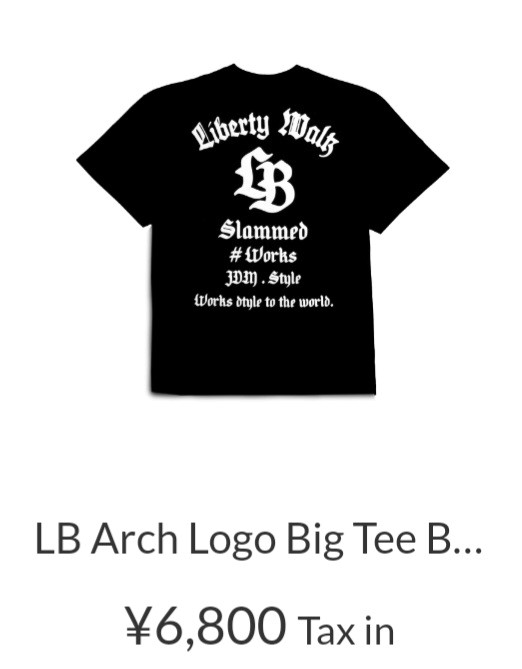 Liberty Walk
LB
Slammed
#Works
JDM . Style
Works style to the world.
LB Arch Logo Big Tee B...
¥6,800 Tax in